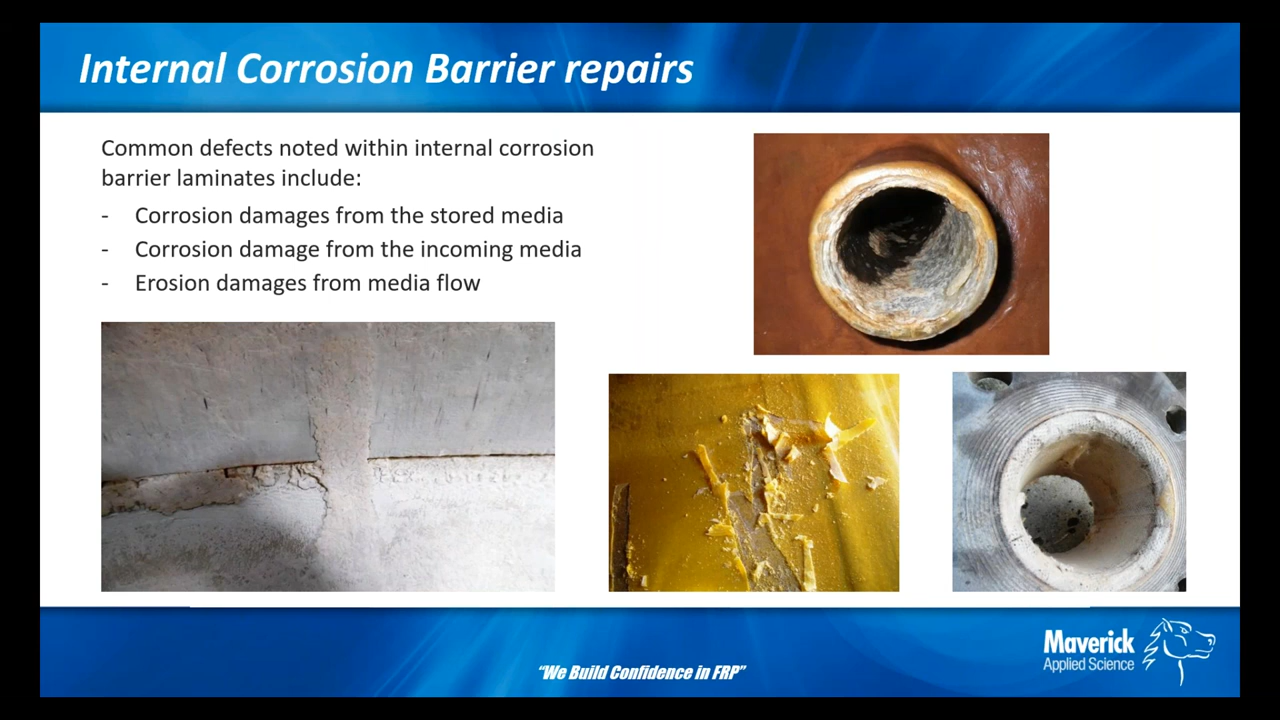 Internal Corrosion Barrier repairs
Common defects noted within internal corrosion
barrier laminates include:
- Corrosion damages from the stored media
- Corrosion damage from the incoming media
- Erosion damages from media flow
Maverick
Applied Science
“We Build Confidence in FRP”